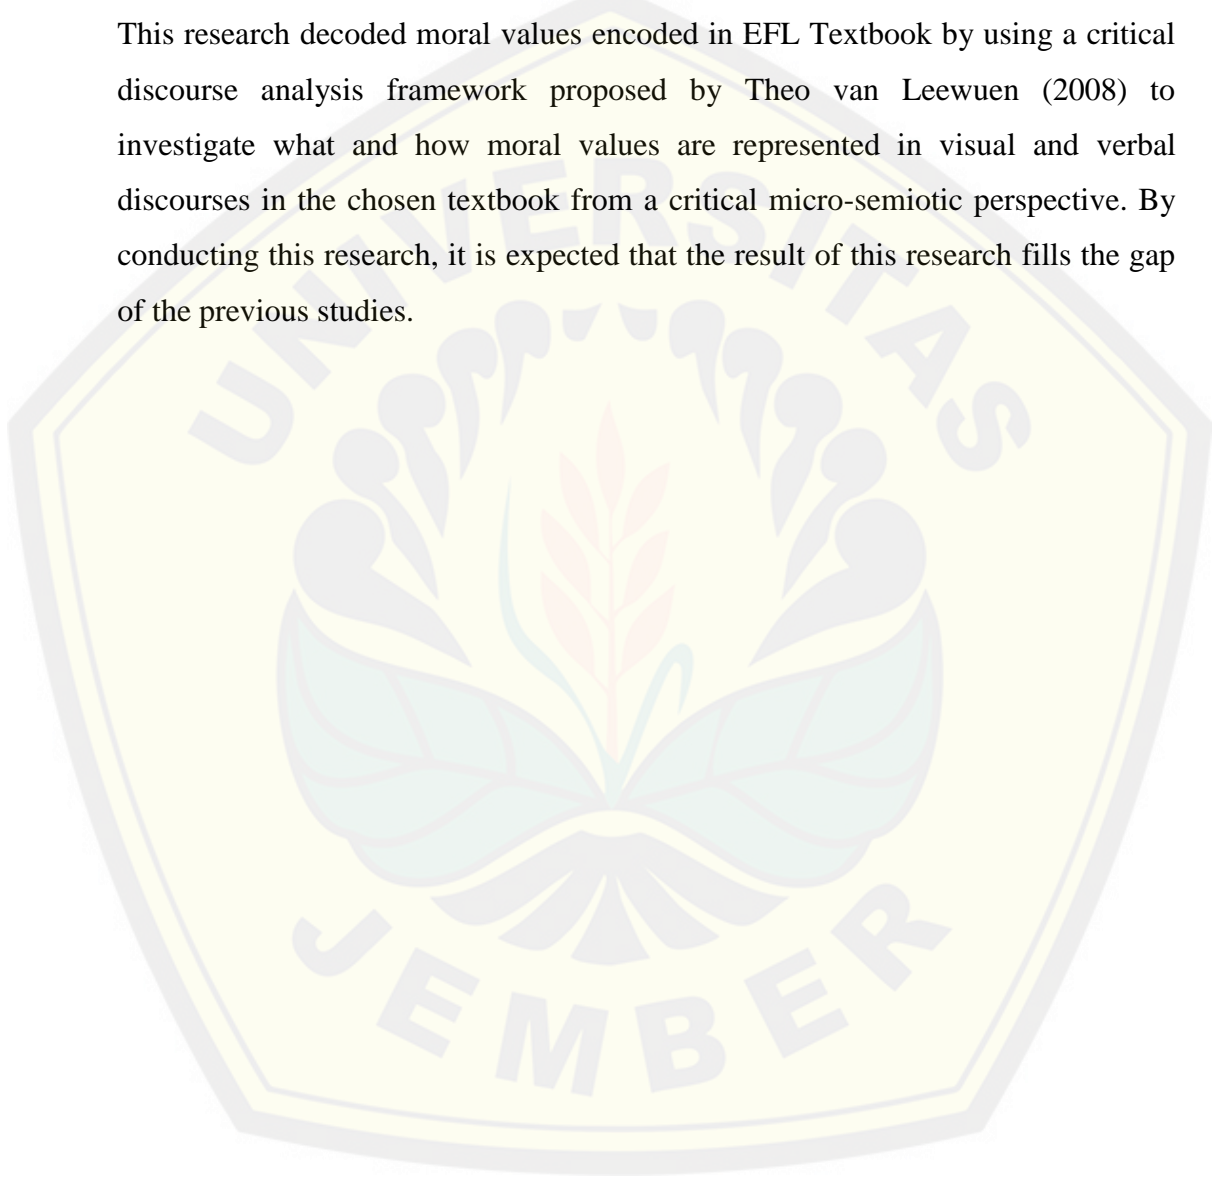 This research decoded moral values encoded in EFL Textbook by using a critical
discourse analysis framework proposed by Theo van Leewuen (2008) to
investigate what and how moral values are represented in visual and verbal
discourses in the chosen textbook from a critical micro-semiotic perspective. By
conducting this research, it is expected that the result of this research fills the gap
of the previous studies.
UNIVERSITAS
JEMBER